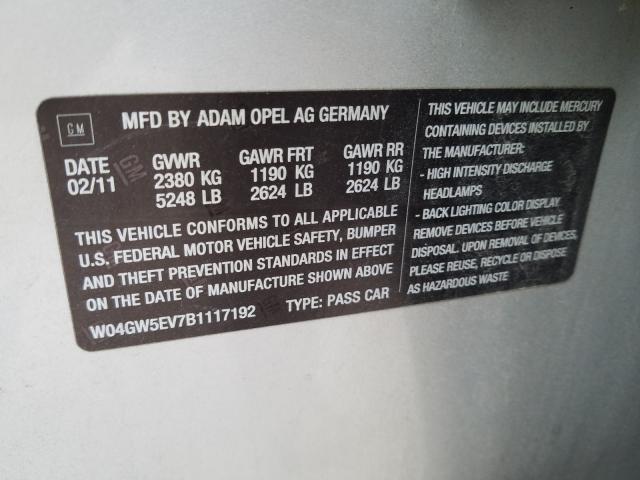 GM
MFD BY ADAM OPEL AG GERMANY
DATE GVWR GAWR FRT GAWR RR
02/11 2380 KG 1190 KG 1190 KG
5248 LB 2624 LB 2624 LB
THIS VEHICLE CONFORMS TO ALL APPLICABLE
U.S. FEDERAL MOTOR VEHICLE SAFETY, BUMPER
AND THEFT PREVENTION STANDARDS IN EFFECT
ON THE DATE OF MANUFACTURE SHOWN ABOVE
W04GW5EV7B1117192 TYPE: PASS CAR
THIS VEHICLE MAY INCLUDE MERCURY
CONTAINING DEVICES INSTALLED BY
THE MANUFACTURER:
- HIGH INTENSITY DISCHARGE
HEADLAMPS
- BACK LIGHTING COLOR DISPLAY.
REMOVE DEVICES BEFORE VEHICLE
DISPOSAL. UPON REMOVAL OF DEVICES,
PLEASE REUSE, RECYCLE OR DISPOSE
AS HAZARDOUS WASTE